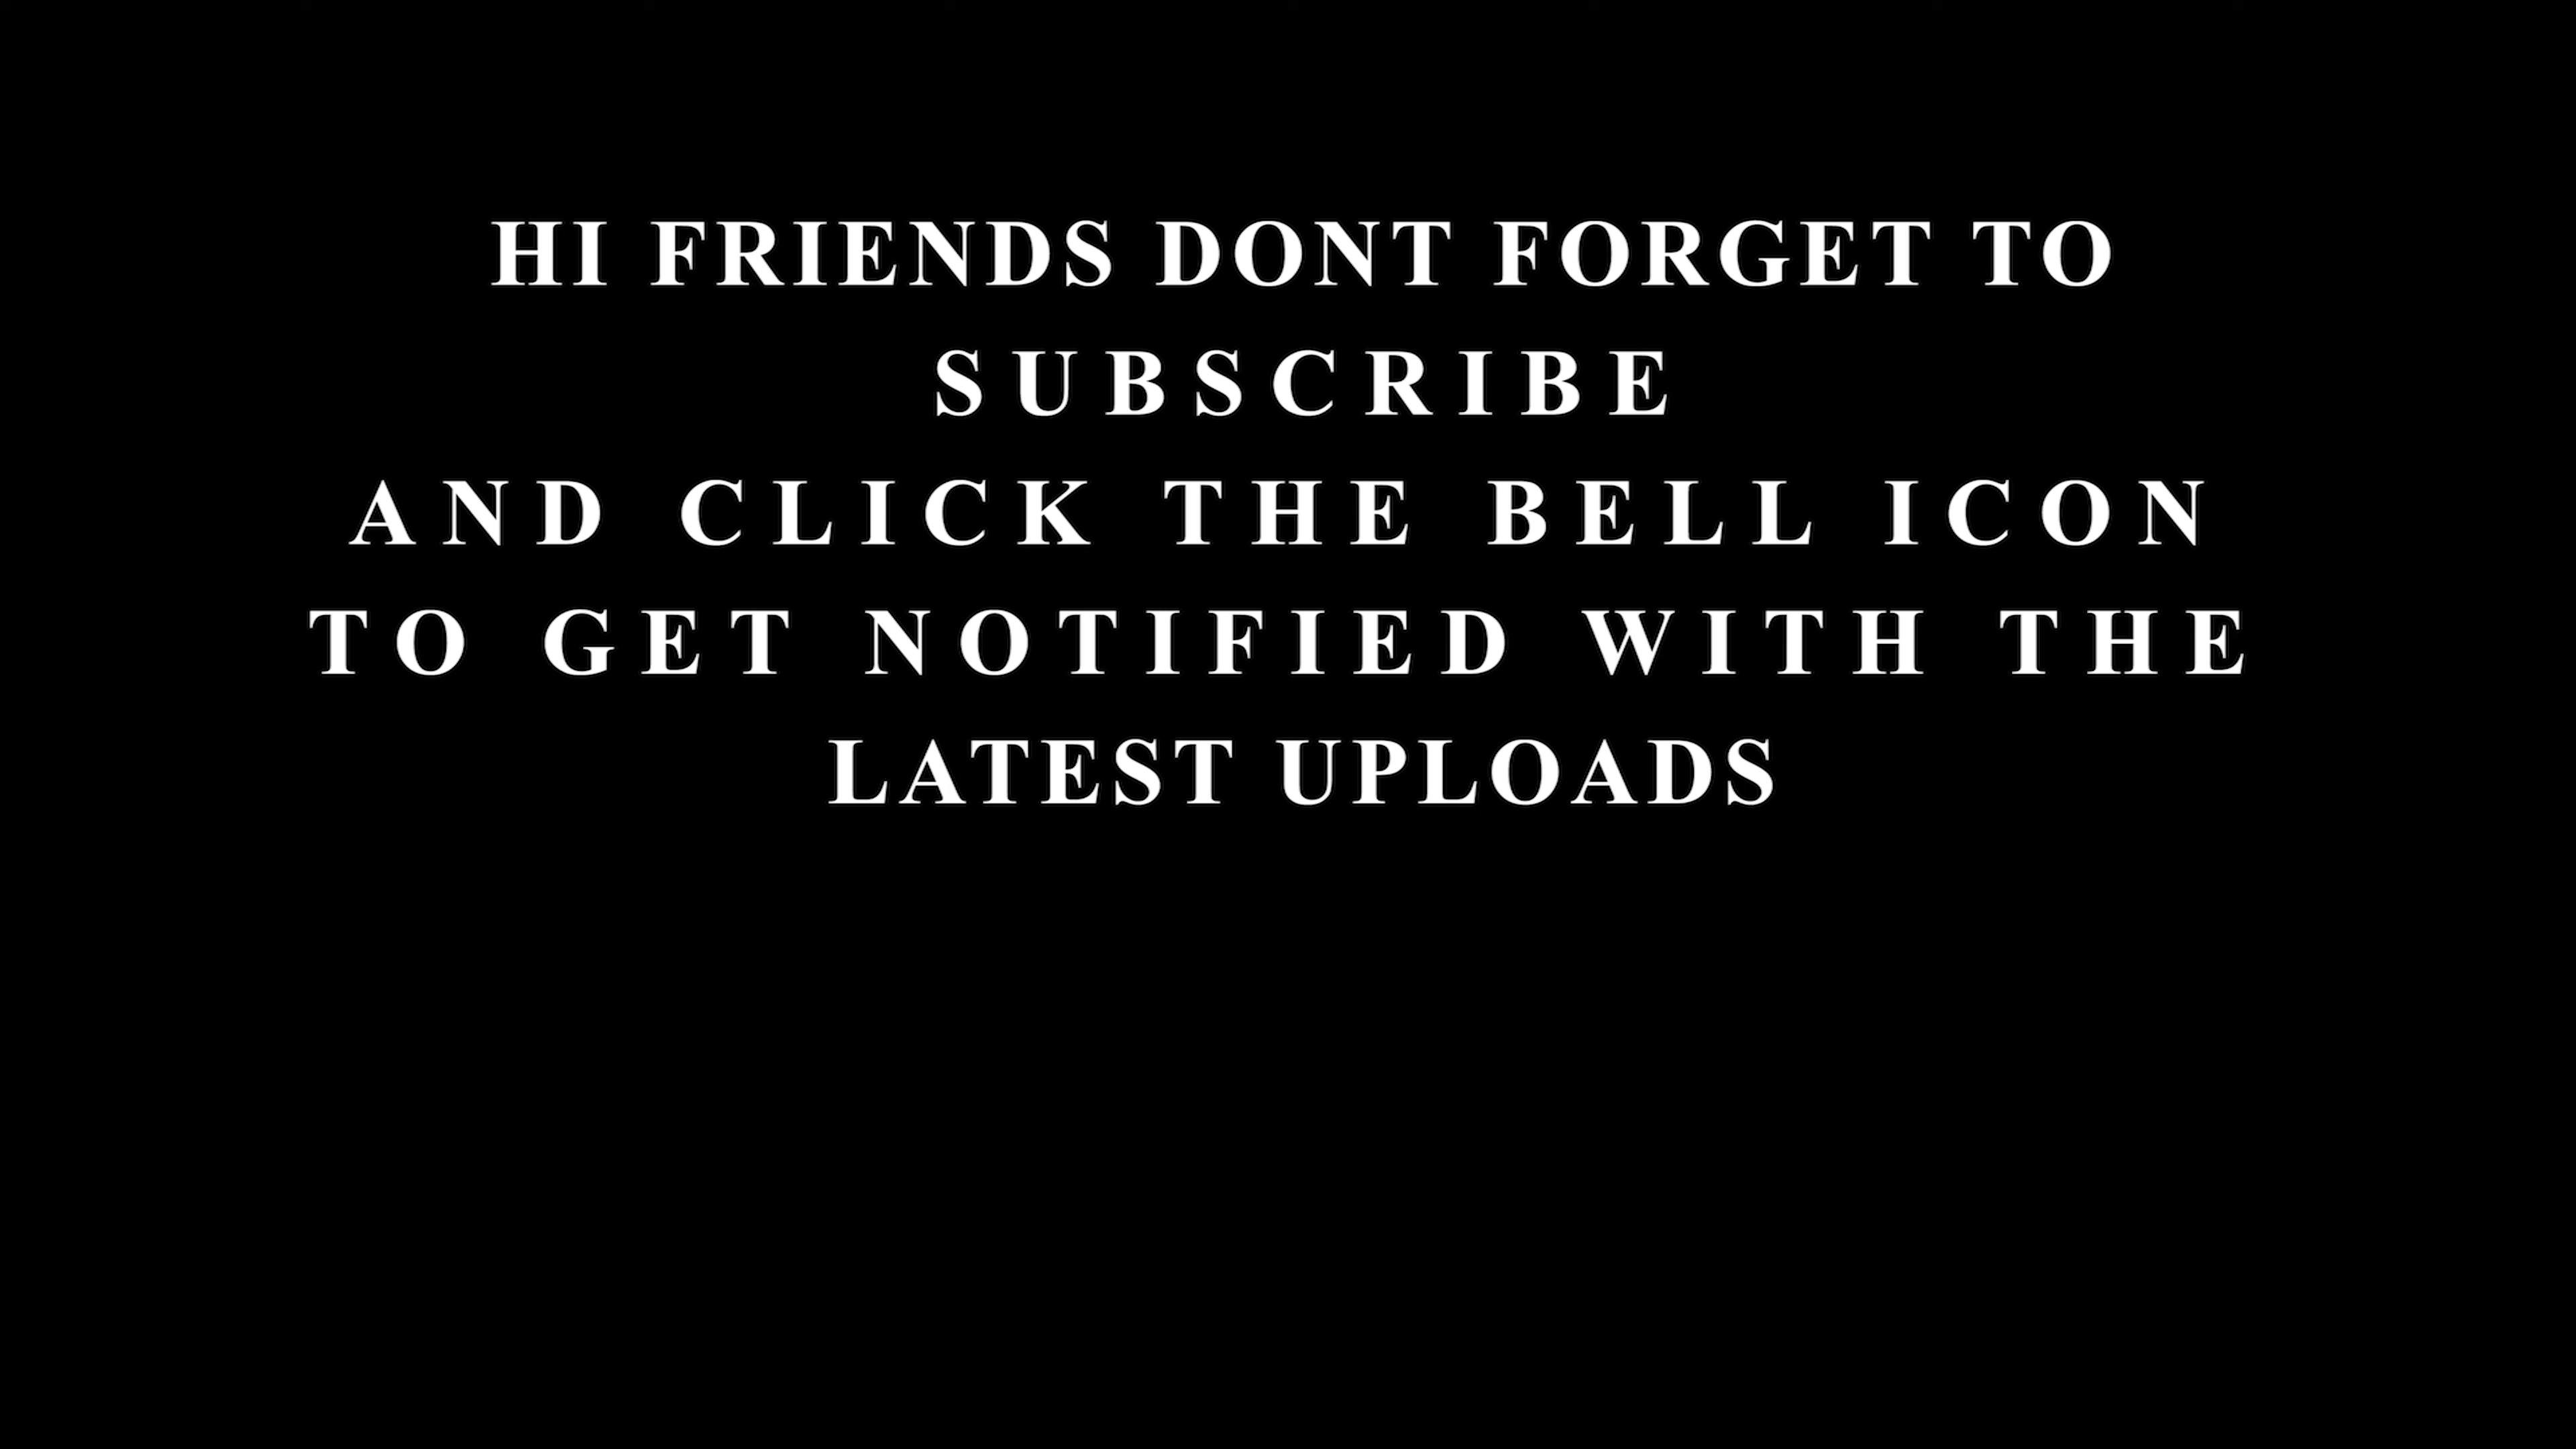 HI FRIENDS DONT FORGET TO
SUBSCRIBE
AND CLICK THE BELL ICON
TO GET NOTIFIED WITH THE
LATEST UPLOADS